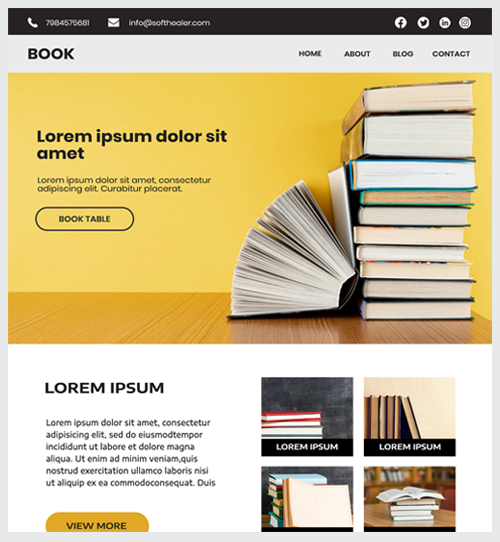 7984575681 info@softhealer.com
BOOK HOME ABOUT BLOG CONTACT
Lorem ipsum dolor sit
amet
Lorem ipsum dolor sit amet, consectetur
adipiscing elit. Curabitur placerat.
BOOK TABLE
LOREM IPSUM
Lorem ipsum dolor sit amet, consectetur
adipisicing elit, sed do eiusmodtempor
incididunt ut labore et dolore magna
aliqua. Ut enim ad minim veniam,quis
nostrud exercitation ullamco laboris nisi
ut aliquip ex ea commodoconsequat. Duis
VIEW MORE
LOREM IPSUM LOREM IPSUM